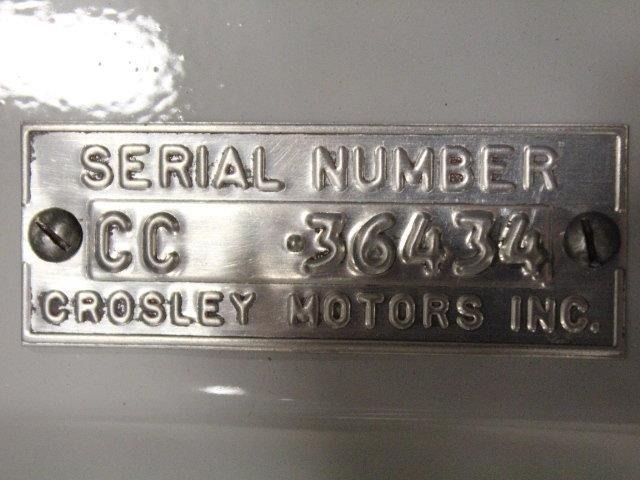 SERIAL NUMBER
CC ·36434
CROSLEY MOTORS INC.